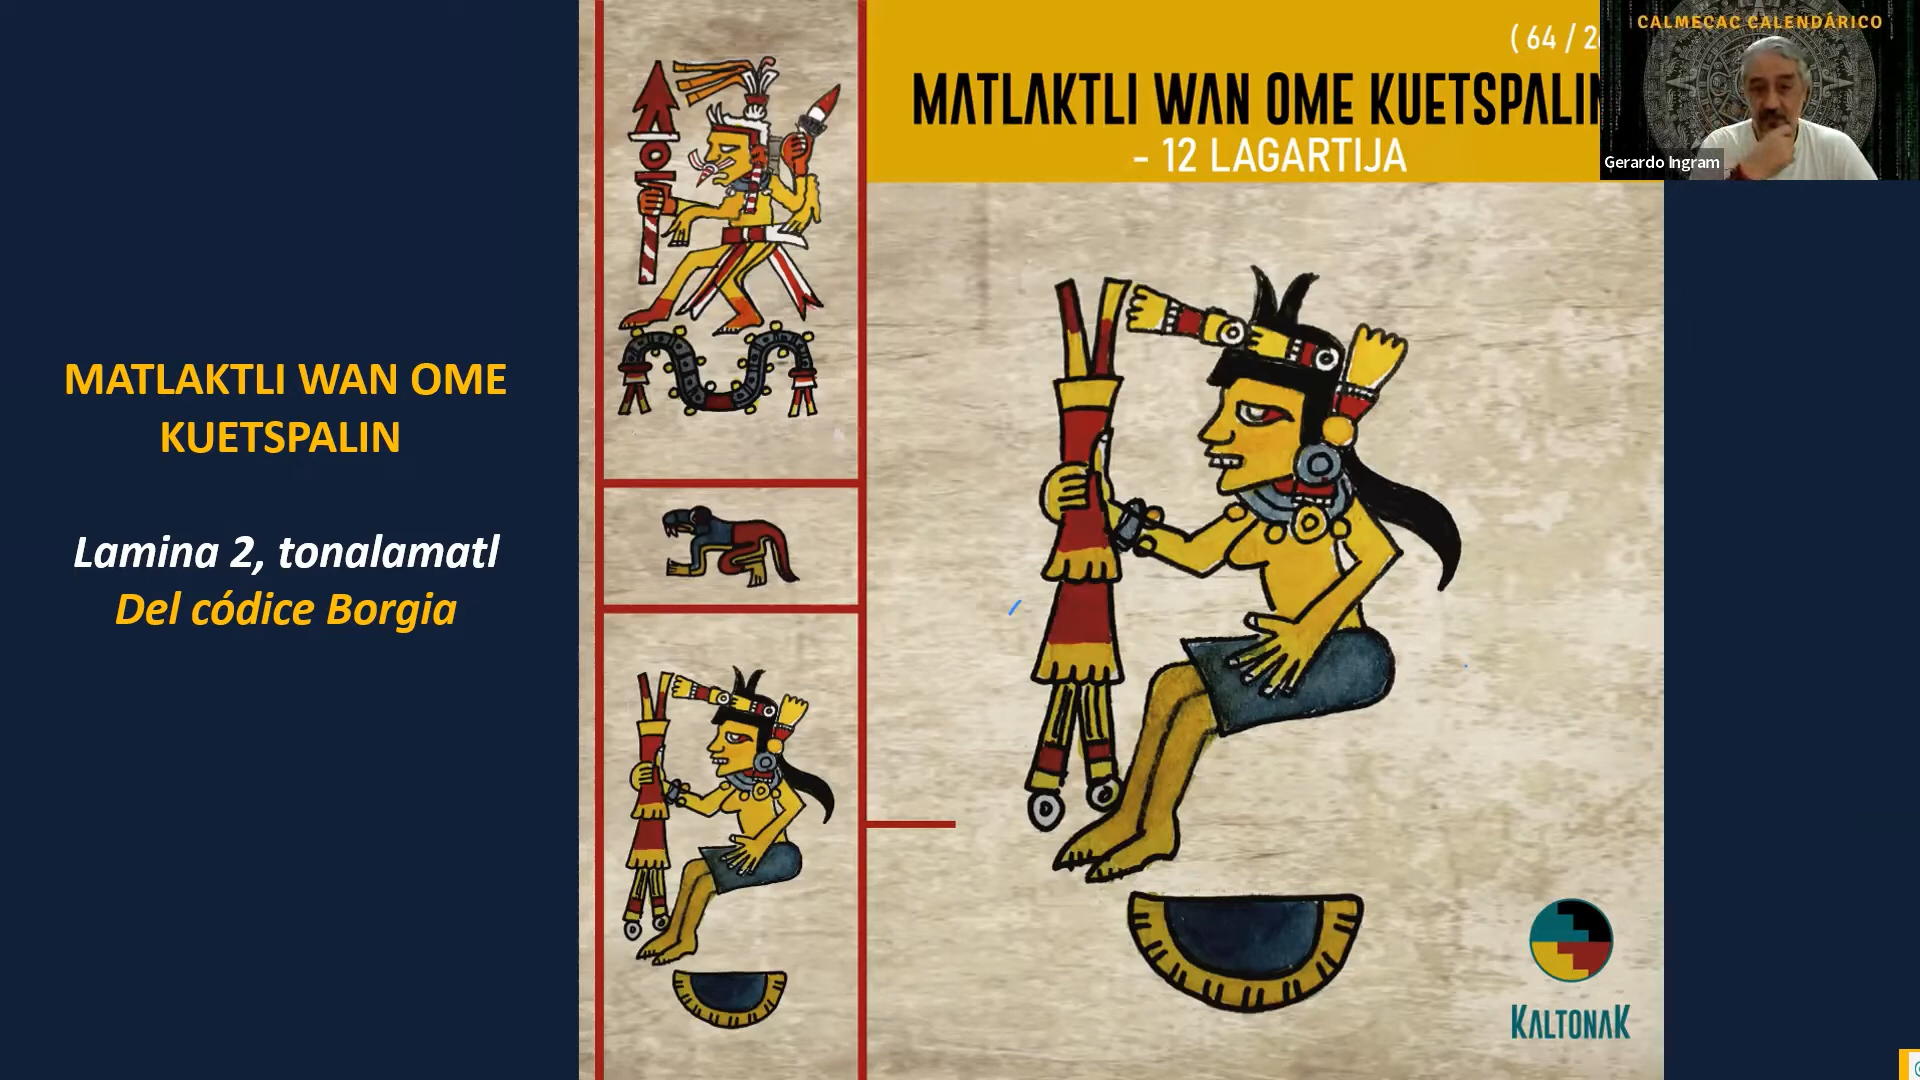 MATLAKTLI WAN OME
KUETSPALIN
Lamina 2, tonalamatl
Del códice Borgia
( 64 / 2
MATLAKTLI WAN OME KUETSPALIN
- 12 LAGARTIJA
CALMECAC CALENDÁRICO
Gerardo Ingram
KALTONAK